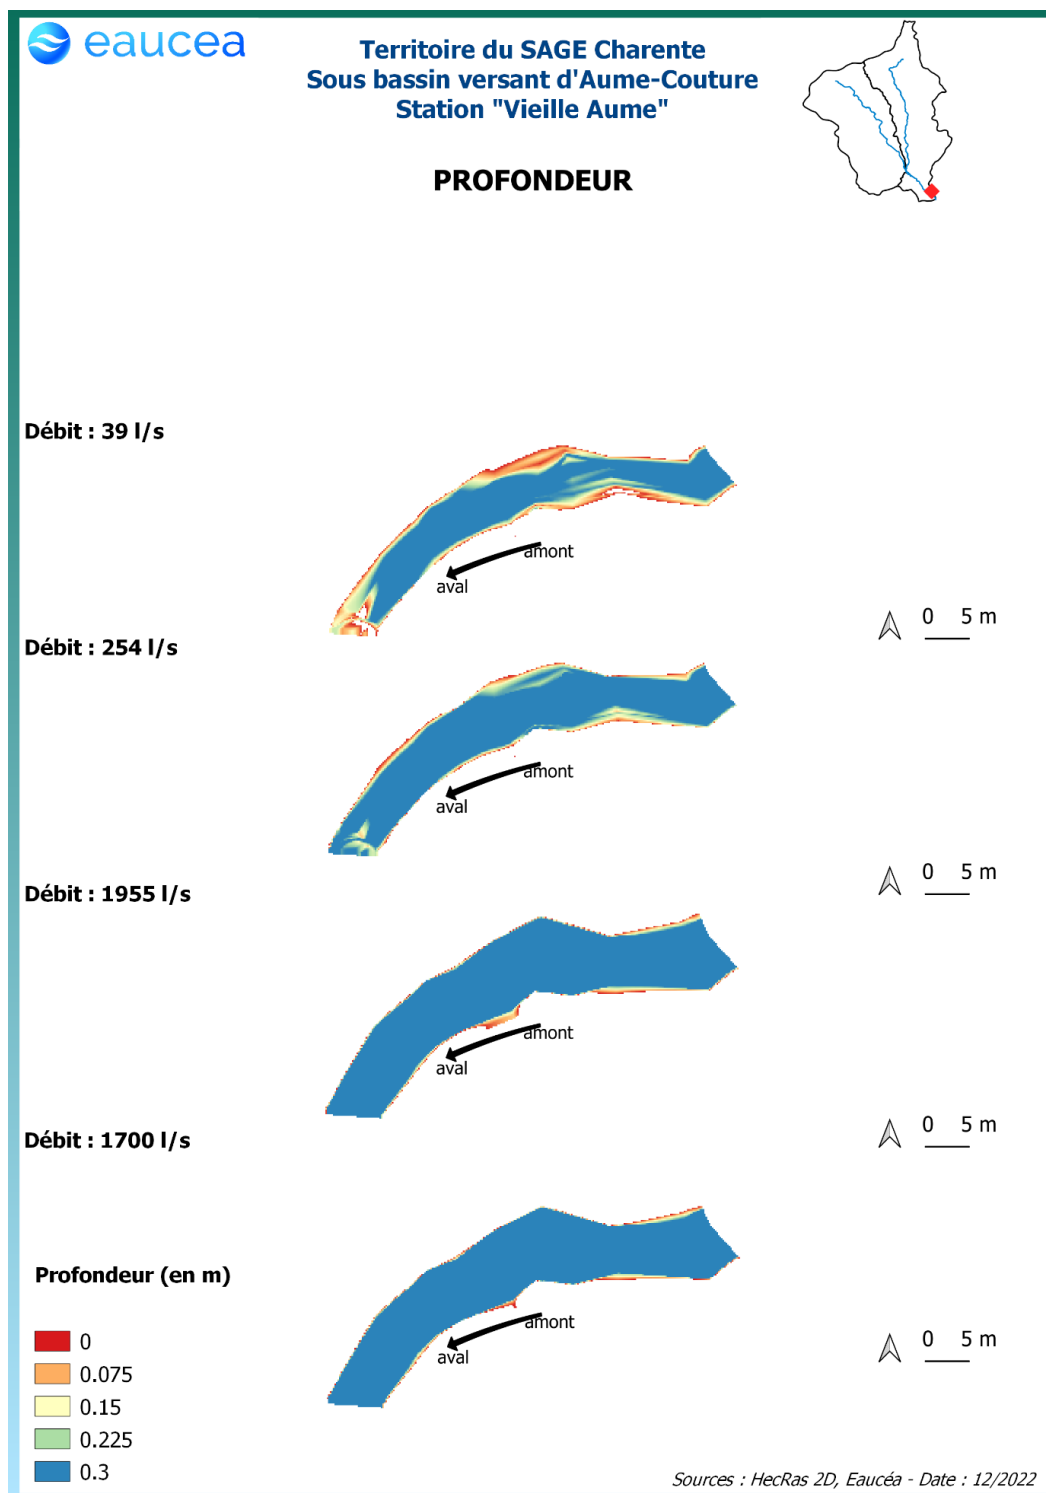 eaucea
Territoire du SAGE Charente
Sous bassin versant d'Aume-Couture
Station "Vieille Aume"
PROFONDEUR
Débit : 39 l/s
amont
aval
0 5 m
Débit : 254 l/s
amont
aval
0 5 m
Débit : 1955 l/s
amont
aval
0 5 m
Débit : 1700 l/s
amont
aval
0 5 m
Profondeur (en m)
0
0.075
0.15
0.225
0.3
Sources : HecRas 2D, Eaucéa - Date : 12/2022